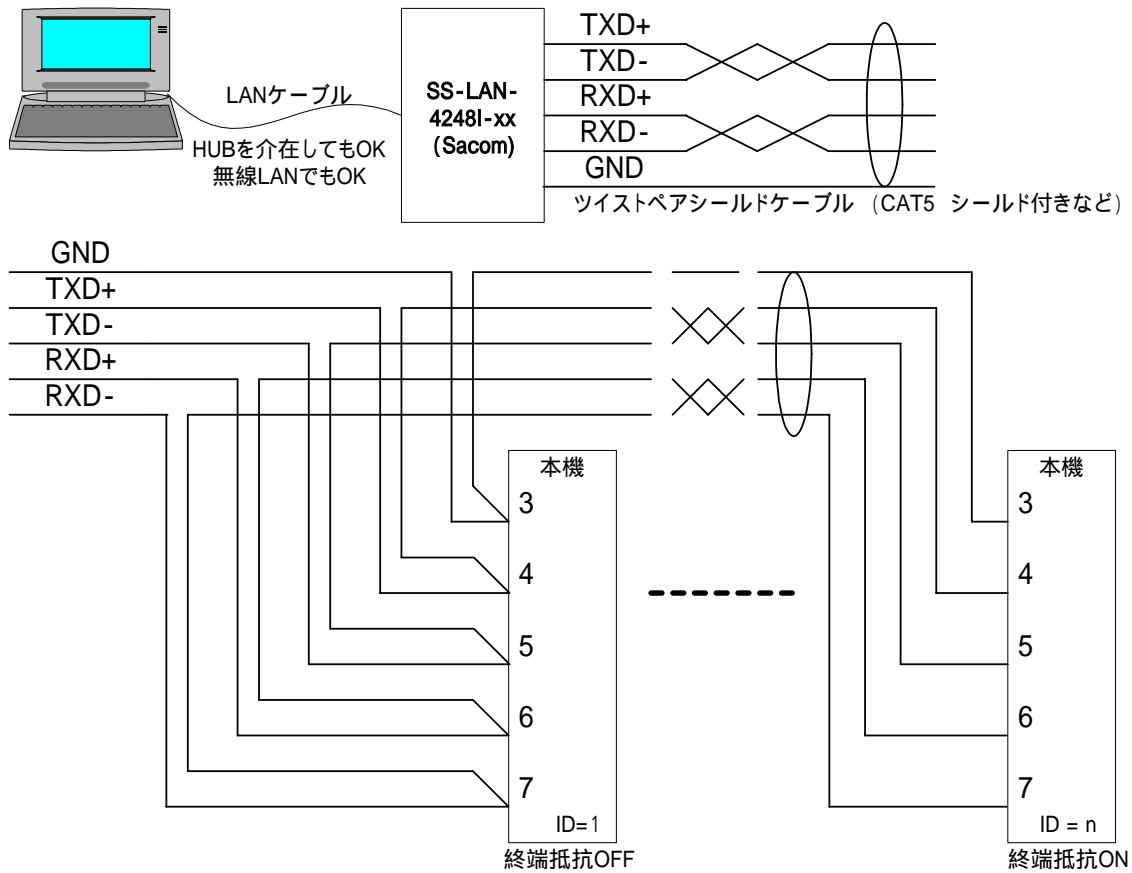 TXD+
TXD-
RXD+
RXD-
GND
LANケーブル
HUBを介在してもOK
無線LANでもOK
SS-LAN-
4248I-xx
(Sacom)
ツイストペアシールドケーブル (CAT5 シールド付きなど)
GND
TXD+
TXD-
RXD+
RXD-
本機
3
4
5
6
7
ID=1
終端抵抗OFF
本機
3
4
5
6
7
ID = n
終端抵抗ON